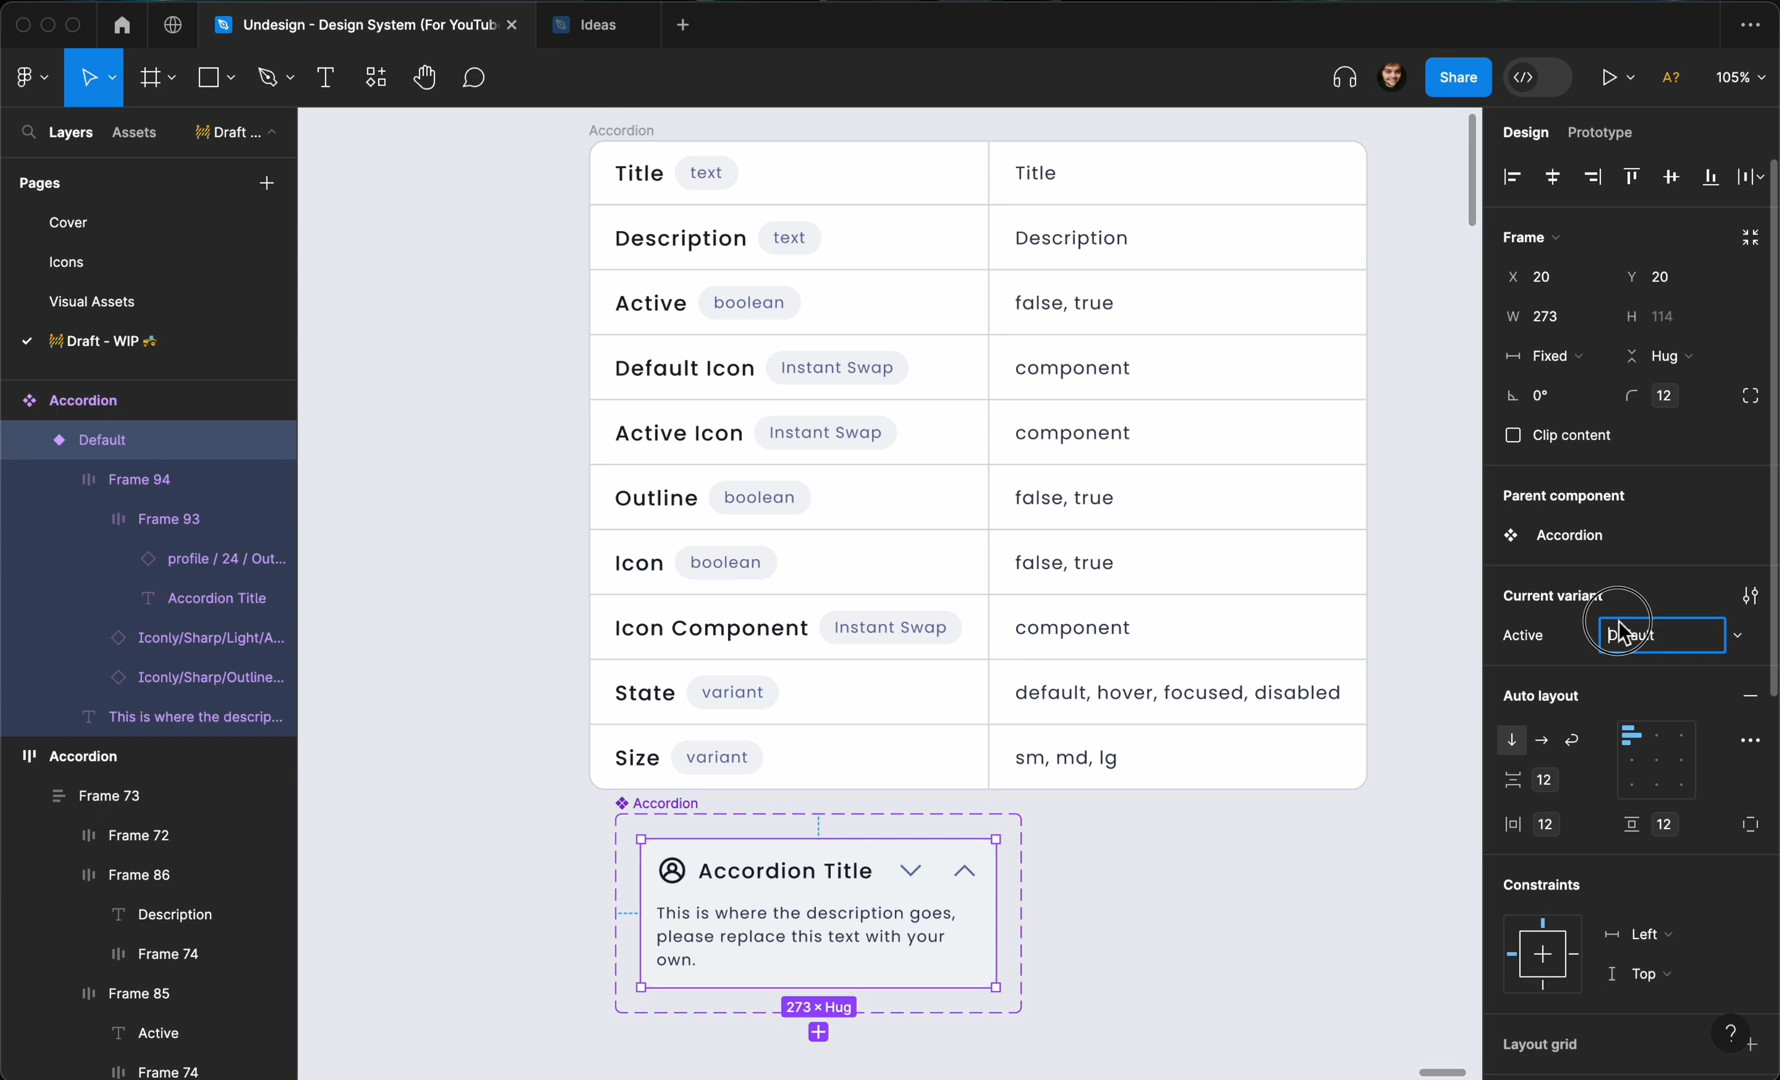 Undesign - Design System (For YouTub
Ideas
Share
A?
105%
Layers
Assets
Draft ...
Pages
Cover
Icons
Visual Assets
Draft - WIP
Accordion
Default
Frame 94
Frame 93
profile / 24 / Out...
Accordion Title
Iconly/Sharp/Light/A...
Iconly/Sharp/Outline...
This is where the descrip...
Accordion
Frame 73
Frame 72
Frame 86
Description
Frame 74
Frame 85
Active
Frame 74
Accordion
Title text Title
Description text Description
Active boolean false, true
Default Icon Instant Swap component
Active Icon Instant Swap component
Outline boolean false, true
Icon boolean false, true
Icon Component Instant Swap component
State variant default, hover, focused, disabled
Size variant sm, md, lg
Accordion
Accordion Title
This is where the description goes,
please replace this text with your
own.
273 × Hug
Design
Prototype
Frame
X 20 Y 20
W 273 H 114
Fixed Hug
0° 12
Clip content
Parent component
Accordion
Current variant
Active Default
Auto layout
12
12 12
Constraints
Left
Top
Layout grid
?